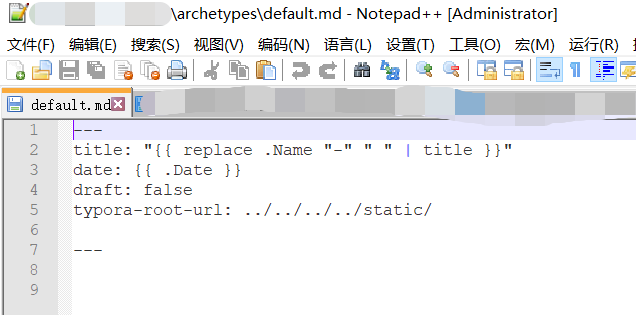 \archetypes\default.md - Notepad++ [Administrator]
文件(F) 编辑(E) 搜索(S) 视图(V) 编码(N) 语言(L) 设置(T) 工具(O) 宏(M) 运行(R)
default.md
1 ---
2 title: "{{ replace .Name "-" " " | title }}"
3 date: {{ .Date }}
4 draft: false
5 typora-root-url: ../../../../static/
6
7 ---
8
9